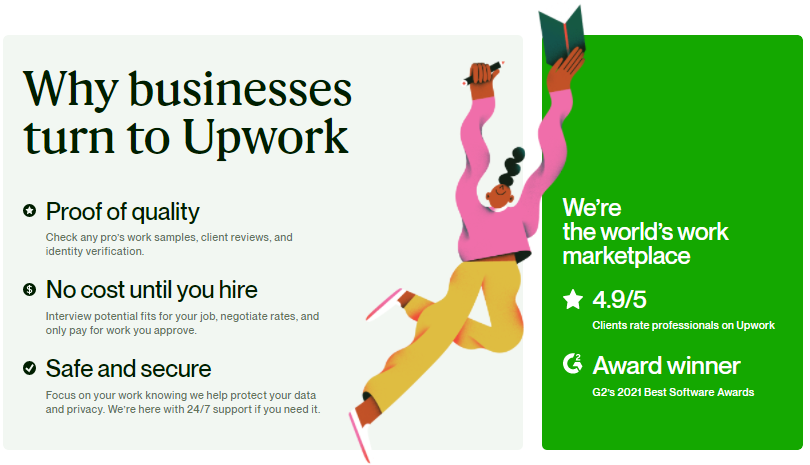 Why businesses
turn to Upwork
Proof of quality
Check any pro's work samples, client reviews, and
identity verification.
No cost until you hire
Interview potential fits for your job, negotiate rates, and
only pay for work you approve.
Safe and secure
Focus on your work knowing we help protect your data
and privacy. We're here with 24/7 support if you need it.
We're
the world's work
marketplace
4.9/5
Clients rate professionals on Upwork
Award winner
G2's 2021 Best Software Awards